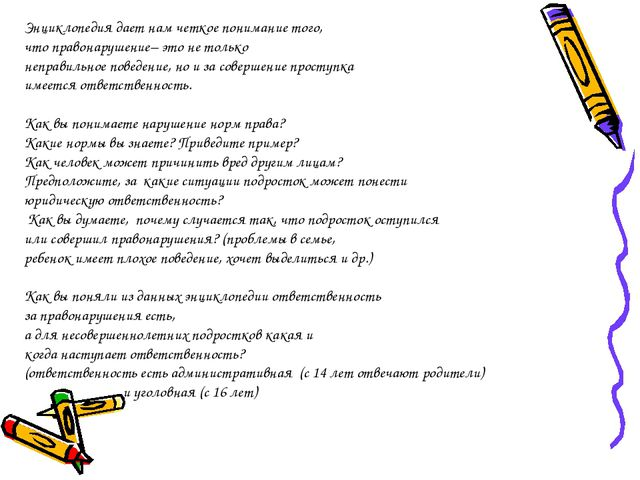 Энциклопедия дает нам четкое понимание того,
что правонарушение– это не только
неправильное поведение, но и за совершение проступка
имеется ответственность.
Как вы понимаете нарушение норм права?
Какие нормы вы знаете? Приведите пример?
Как человек может причинить вред другим лицам?
Предположите, за какие ситуации подросток может понести
юридическую ответственность?
Как вы думаете, почему случается так, что подросток оступился
или совершил правонарушения? (проблемы в семье,
ребенок имеет плохое поведение, хочет выделиться и др.)
Как вы поняли из данных энциклопедии ответственность
за правонарушения есть,
а для несовершеннолетних подростков какая и
когда наступает ответственность?
(ответственность есть административная (с 14 лет отвечают родители)
и уголовная (с 16 лет)